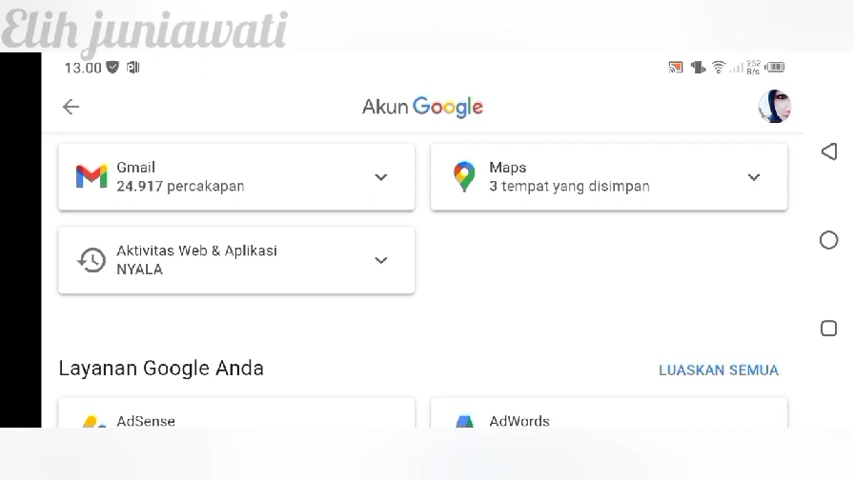 Elih juniawati
13.00
252
B/s
Akun Google
Gmail
24.917 percakapan
Maps
3 tempat yang disimpan
Aktivitas Web & Aplikasi
NYALA
Layanan Google Anda
LUASKAN SEMUA
AdSense
AdWords